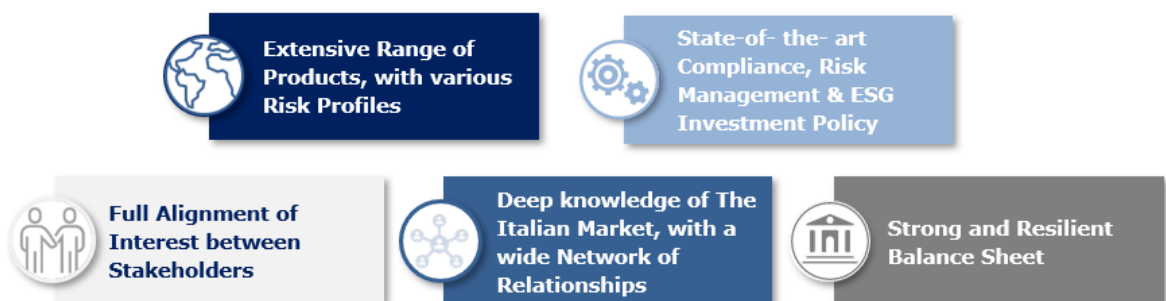 Extensive Range of
Products, with various
Risk Profiles
State-of- the- art
Compliance, Risk
Management & ESG
Investment Policy
Full Alignment of
Interest between
Stakeholders
Deep knowledge of The
Italian Market, with a
wide Network of
Relationships
Strong and Resilient
Balance Sheet